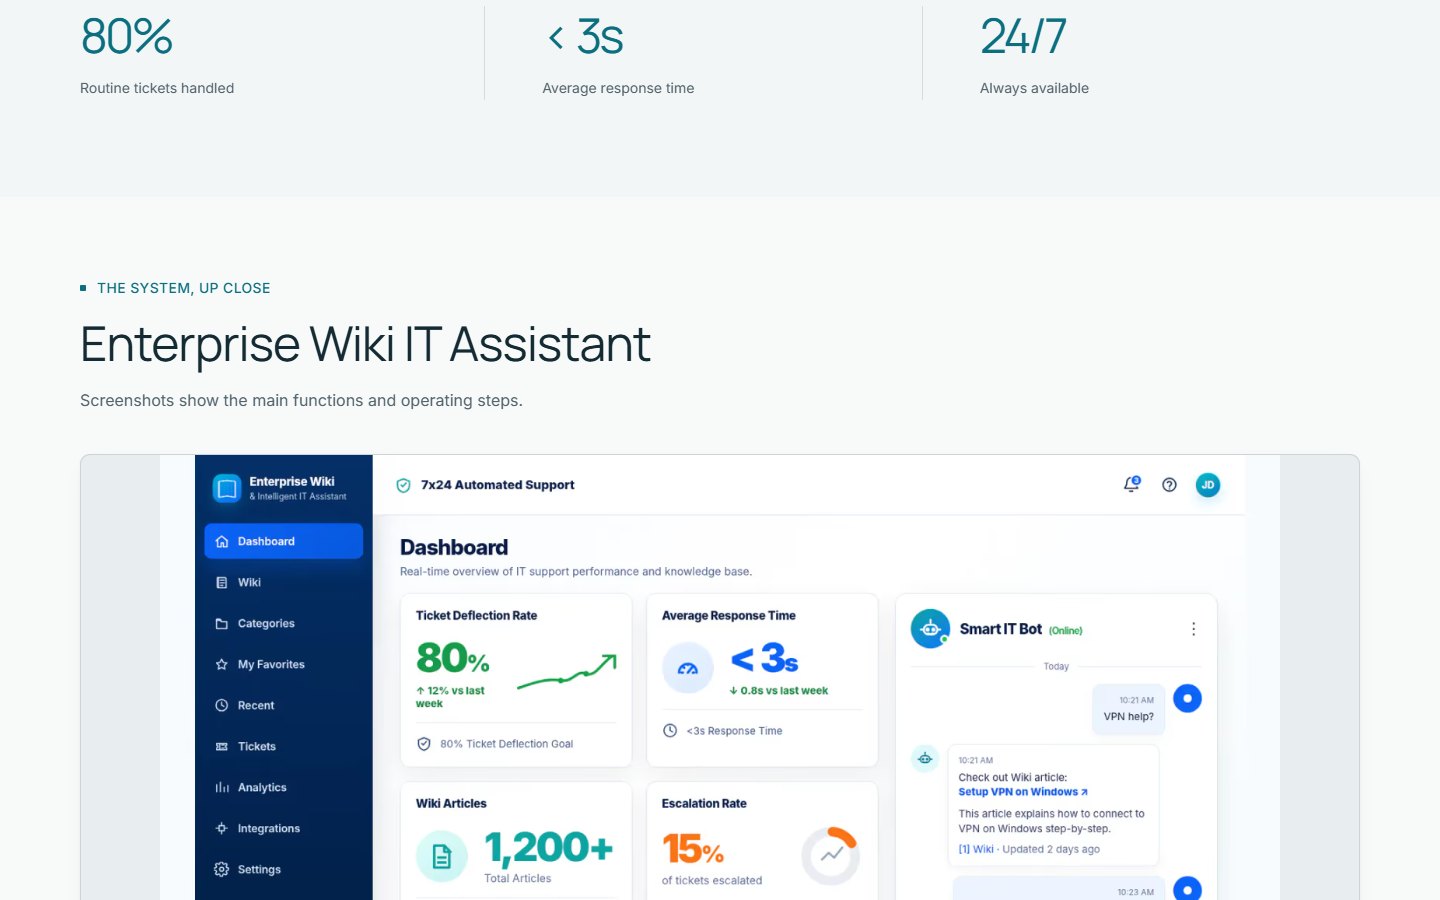 80%
Routine tickets handled
< 3s
Average response time
24/7
Always available
THE SYSTEM, UP CLOSE
Enterprise Wiki IT Assistant
Screenshots show the main functions and operating steps.
Enterprise Wiki
& Intelligent IT Assistant
Dashboard
Wiki
Categories
My Favorites
Recent
Tickets
Analytics
Integrations
Settings
7x24 Automated Support
3
JD
Dashboard
Real-time overview of IT support performance and knowledge base.
Ticket Deflection Rate
80%
↑ 12% vs last
week
80% Ticket Deflection Goal
Average Response Time
< 3s
↓ 0.8s vs last week
<3s Response Time
Wiki Articles
1,200+
Total Articles
Escalation Rate
15%
of tickets escalated
Smart IT Bot (Online)
Today
10:21 AM
VPN help?
10:21 AM
Check out Wiki article:
Setup VPN on Windows ↗
This article explains how to connect to
VPN on Windows step-by-step.
[1] Wiki · Updated 2 days ago
10:23 AM